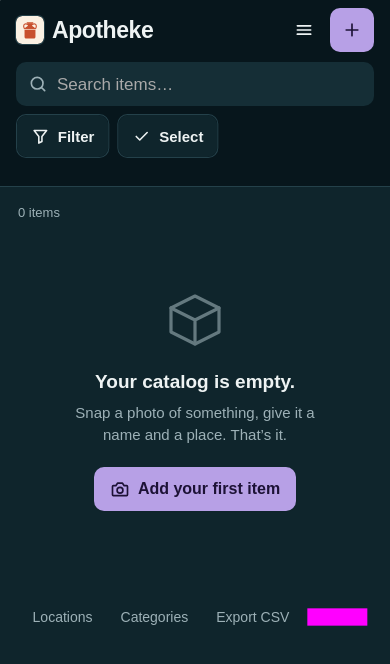 Apotheke
Search items…
Filter
Select
0 items
Your catalog is empty.
Snap a photo of something, give it a
name and a place. That's it.
Add your first item
Locations Categories Export CSV